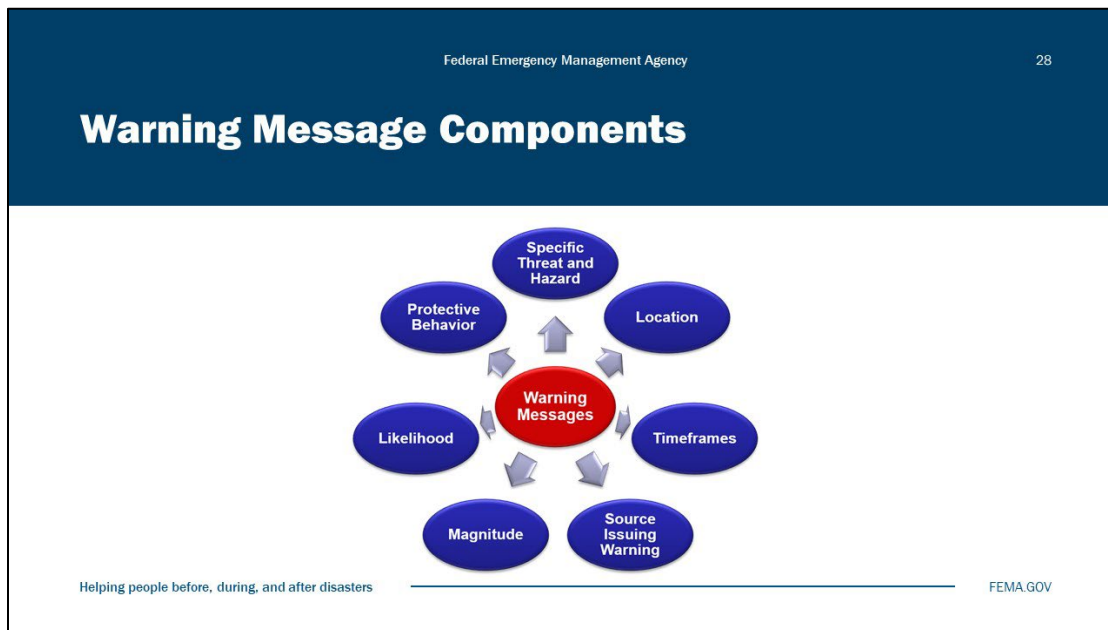 Federal Emergency Management Agency
28
Warning Message Components
Specific
Threat and
Hazard
Protective
Behavior
Location
Warning
Messages
Likelihood
Timeframes
Magnitude
Source
Issuing
Warning
Helping people before, during, and after disasters
FEMA.GOV